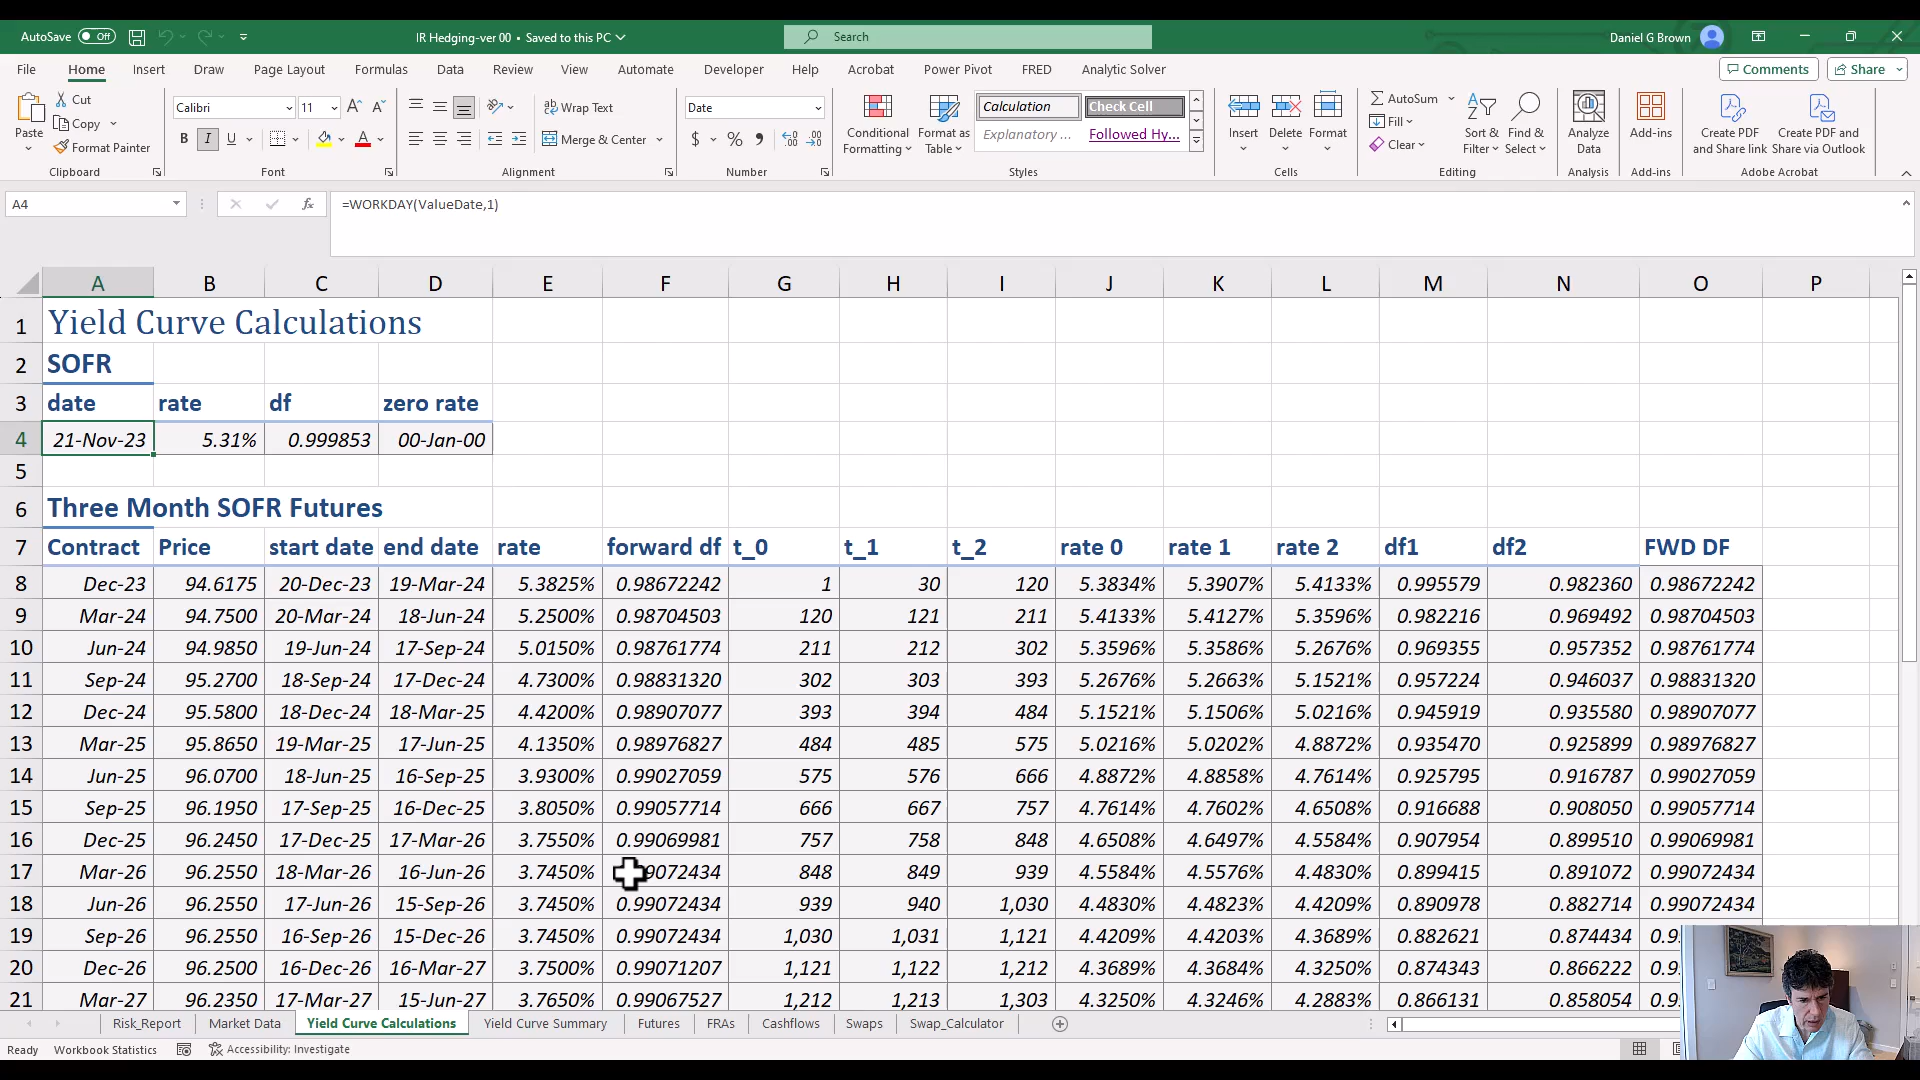 AutoSave Off IR Hedging-ver 00 • Saved to this PC Search Daniel G Brown
File Home Insert Draw Page Layout Formulas Data Review View Automate Developer Help Acrobat Power Pivot FRED Analytic Solver Comments Share
Paste Cut Copy Format Painter Clipboard
Calibri 11 B I U Font
Wrap Text Merge & Center Alignment
Date $ % Number
Conditional Formatting Format as Table Calculation Check Cell Explanatory ... Followed Hy... Styles
Insert Delete Format Cells
AutoSum Fill Clear Sort & Filter Find & Select Editing
Analyze Data Analysis
Add-ins Add-ins
Create PDF and Share link Create PDF and Share via Outlook Adobe Acrobat
A4 fx =WORKDAY(ValueDate,1)
A B C D E F G H I J K L M N O P
1 Yield Curve Calculations
2 SOFR
3 date rate df zero rate
4 21-Nov-23 5.31% 0.999853 00-Jan-00
5
6 Three Month SOFR Futures
7 Contract Price start date end date rate forward df t_0 t_1 t_2 rate 0 rate 1 rate 2 df1 df2 FWD DF
8 Dec-23 94.6175 20-Dec-23 19-Mar-24 5.3825% 0.98672242 1 30 120 5.3834% 5.3907% 5.4133% 0.995579 0.982360 0.98672242
9 Mar-24 94.7500 20-Mar-24 18-Jun-24 5.2500% 0.98704503 120 121 211 5.4133% 5.4127% 5.3596% 0.982216 0.969492 0.98704503
10 Jun-24 94.9850 19-Jun-24 17-Sep-24 5.0150% 0.98761774 211 212 302 5.3596% 5.3586% 5.2676% 0.969355 0.957352 0.98761774
11 Sep-24 95.2700 18-Sep-24 17-Dec-24 4.7300% 0.98831320 302 303 393 5.2676% 5.2663% 5.1521% 0.957224 0.946037 0.98831320
12 Dec-24 95.5800 18-Dec-24 18-Mar-25 4.4200% 0.98907077 393 394 484 5.1521% 5.1506% 5.0216% 0.945919 0.935580 0.98907077
13 Mar-25 95.8650 19-Mar-25 17-Jun-25 4.1350% 0.98976827 484 485 575 5.0216% 5.0202% 4.8872% 0.935470 0.925899 0.98976827
14 Jun-25 96.0700 18-Jun-25 16-Sep-25 3.9300% 0.99027059 575 576 666 4.8872% 4.8858% 4.7614% 0.925795 0.916787 0.99027059
15 Sep-25 96.1950 17-Sep-25 16-Dec-25 3.8050% 0.99057714 666 667 757 4.7614% 4.7602% 4.6508% 0.916688 0.908050 0.99057714
16 Dec-25 96.2450 17-Dec-25 17-Mar-26 3.7550% 0.99069981 757 758 848 4.6508% 4.6497% 4.5584% 0.907954 0.899510 0.99069981
17 Mar-26 96.2550 18-Mar-26 16-Jun-26 3.7450% 9072434 848 849 939 4.5584% 4.5576% 4.4830% 0.899415 0.891072 0.99072434
18 Jun-26 96.2550 17-Jun-26 15-Sep-26 3.7450% 0.99072434 939 940 1,030 4.4830% 4.4823% 4.4209% 0.890978 0.882714 0.99072434
19 Sep-26 96.2550 16-Sep-26 15-Dec-26 3.7450% 0.99072434 1,030 1,031 1,121 4.4209% 4.4203% 4.3689% 0.882621 0.874434 0.9
20 Dec-26 96.2500 16-Dec-26 16-Mar-27 3.7500% 0.99071207 1,121 1,122 1,212 4.3689% 4.3684% 4.3250% 0.874343 0.866222 0.9
21 Mar-27 96.2350 17-Mar-27 15-Jun-27 3.7650% 0.99067527 1,212 1,213 1,303 4.3250% 4.3246% 4.2883% 0.866131 0.858054 0.9
Risk_Report Market Data Yield Curve Calculations Yield Curve Summary Futures FRAs Cashflows Swaps Swap_Calculator
Ready Workbook Statistics Accessibility: Investigate